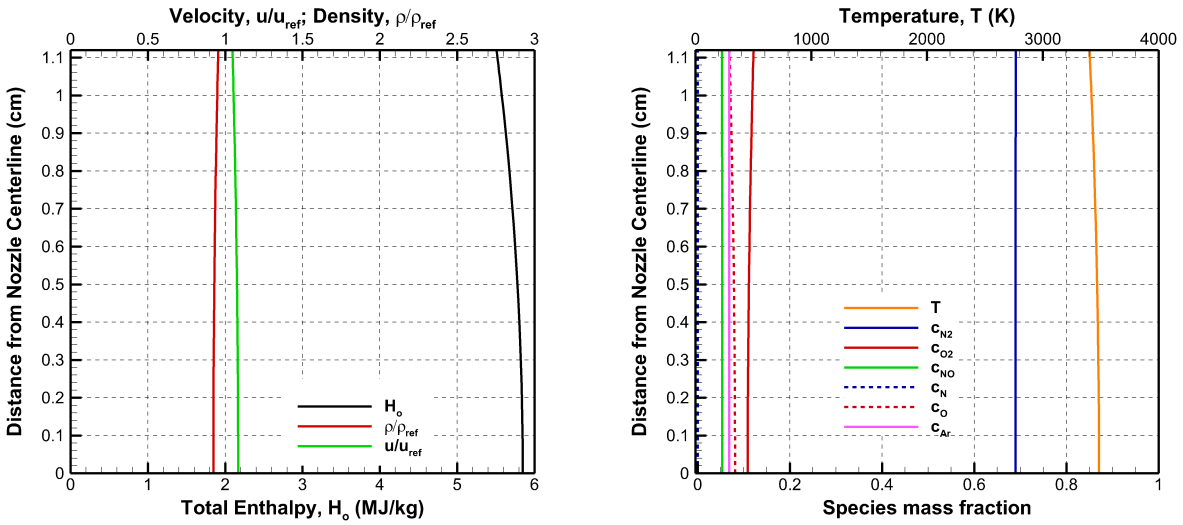 Velocity, u/u_ref; Density, ρ/ρ_ref
0 0.5 1 1.5 2 2.5 3
1.1
1
0.9
0.8
0.7
0.6
0.5
0.4
0.3
0.2
0.1
0
Distance from Nozzle Centerline (cm)
H_o
ρ/ρ_ref
u/u_ref
0 1 2 3 4 5 6
Total Enthalpy, H_o (MJ/kg)
Temperature, T (K)
0 1000 2000 3000 4000
1.1
1
0.9
0.8
0.7
0.6
0.5
0.4
0.3
0.2
0.1
0
Distance from Nozzle Centerline (cm)
T
c_N2
c_O2
c_NO
c_N
c_O
c_Ar
0 0.2 0.4 0.6 0.8 1
Species mass fraction